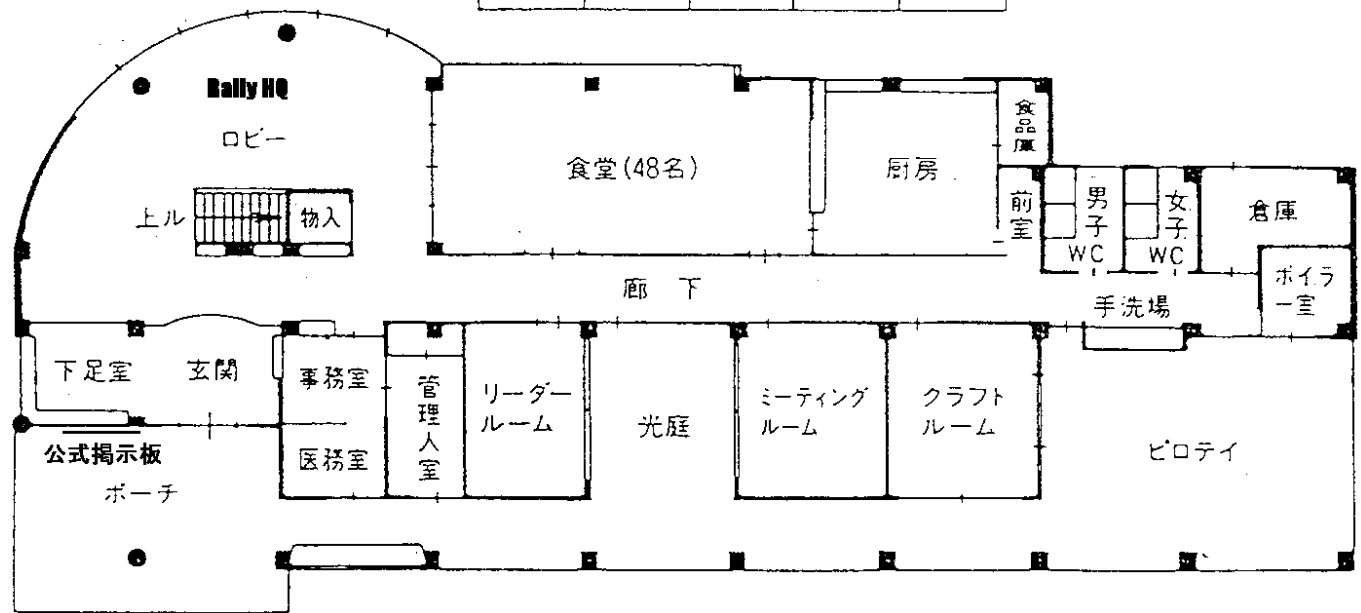 Rally HQ
ロビー
上ル
物入
食堂(48名)
厨房
食品庫
前室
男子
WC
女子
WC
倉庫
ボイラ
ー室
手洗場
廊下
下足室
玄関
公式掲示板
ポーチ
事務室
医務室
管理人室
リーダー
ルーム
光庭
ミーティング
ルーム
クラフト
ルーム
ピロテイ